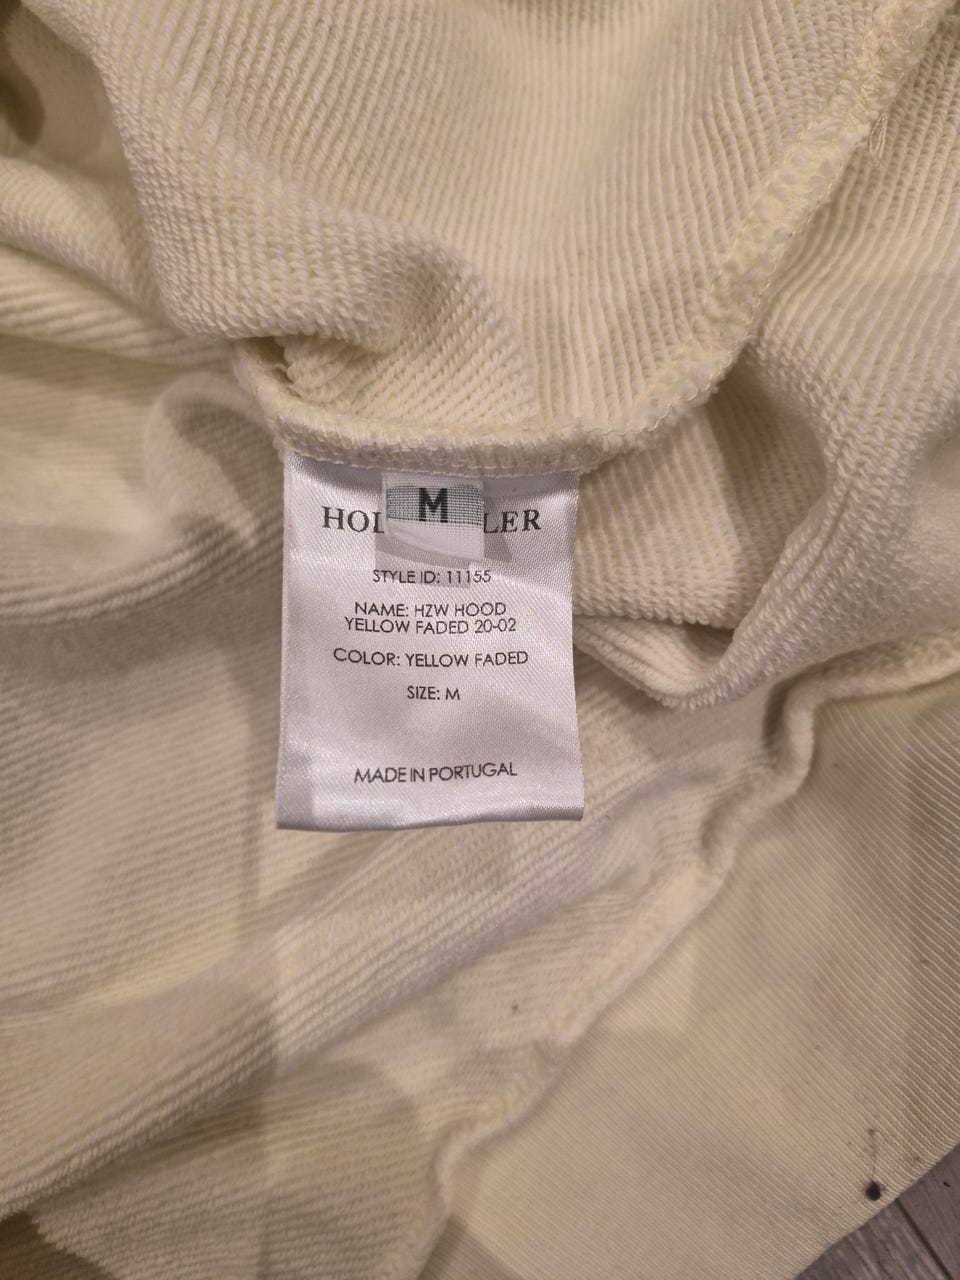 M
HOL LER
STYLE ID: 11155
NAME: HZW HOOD
YELLOW FADED 20-02
COLOR: YELLOW FADED
SIZE: M
MADE IN PORTUGAL